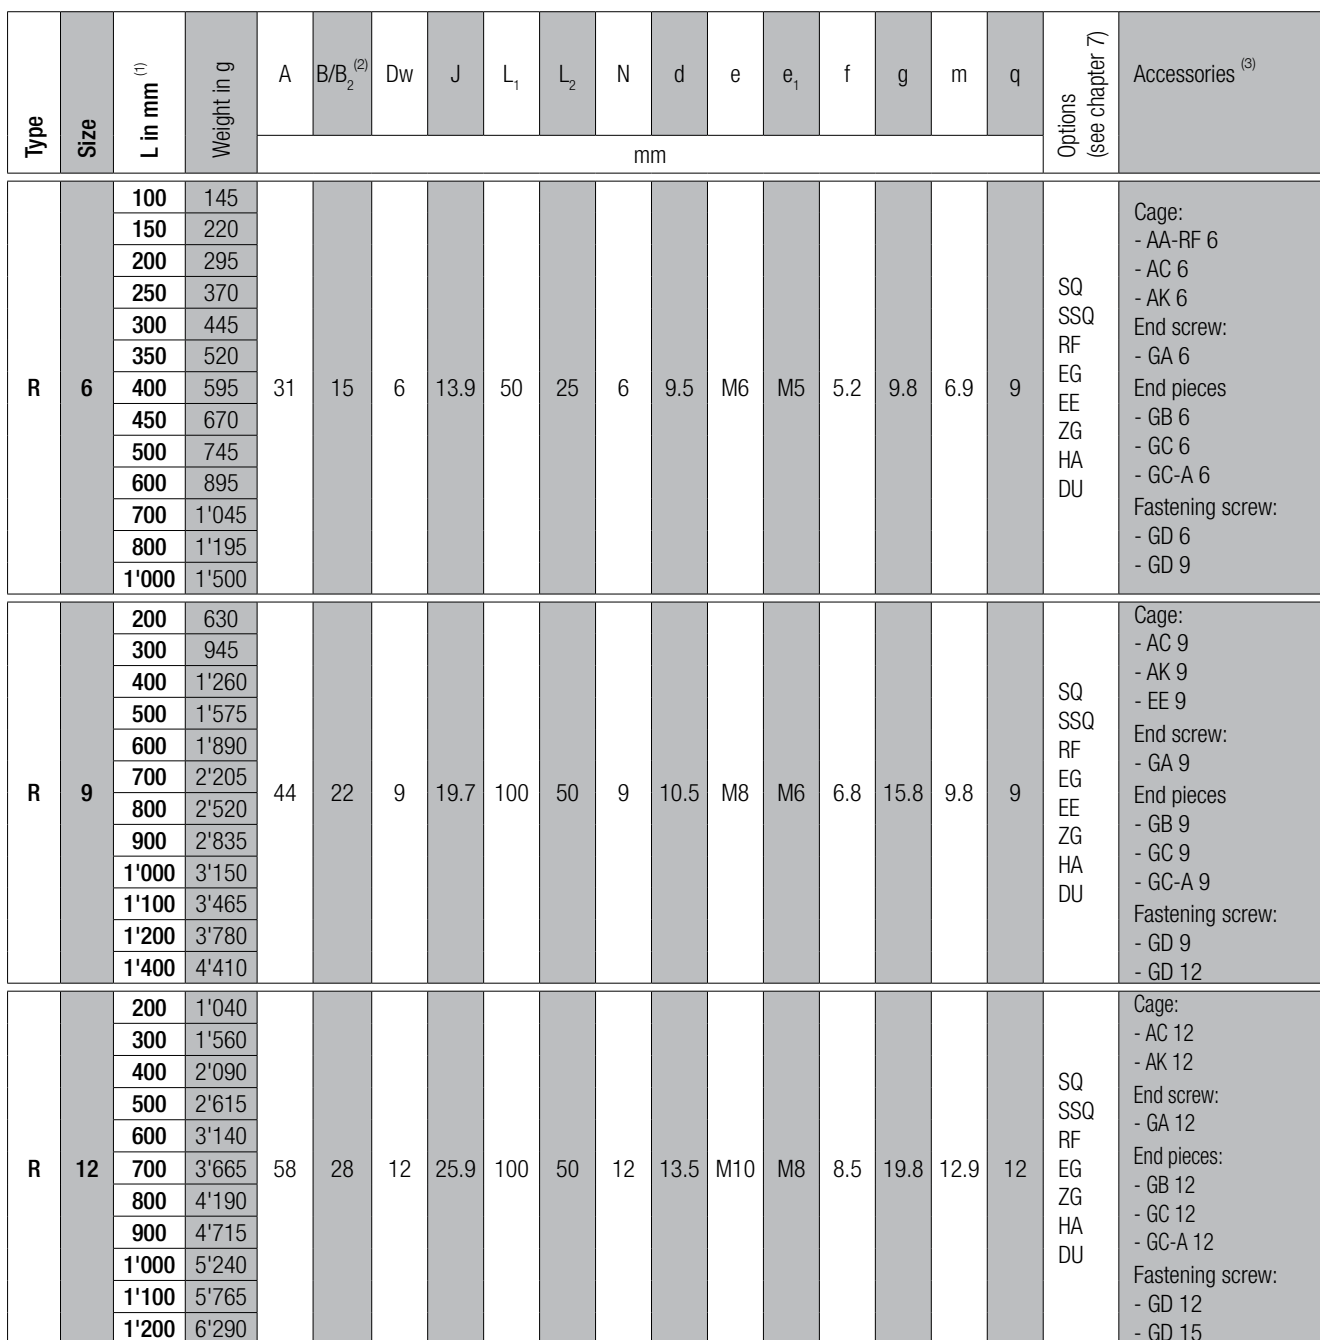 Type Size L in mm (1) Weight in g A B/B2 (2) Dw J L1 L2 N d e e1 f g m q Options (see chapter 7) Accessories (3)
mm
R 6 31 15 6 13.9 50 25 6 9.5 M6 M5 5.2 9.8 6.9 9
100 145
150 220
200 295
250 370
300 445
350 520
400 595
450 670
500 745
600 895
700 1'045
800 1'195
1'000 1'500
SQ
SSQ
RF
EG
EE
ZG
HA
DU
Cage:
- AA-RF 6
- AC 6
- AK 6
End screw:
- GA 6
End pieces
- GB 6
- GC 6
- GC-A 6
Fastening screw:
- GD 6
- GD 9
R 9 44 22 9 19.7 100 50 9 10.5 M8 M6 6.8 15.8 9.8 9
200 630
300 945
400 1'260
500 1'575
600 1'890
700 2'205
800 2'520
900 2'835
1'000 3'150
1'100 3'465
1'200 3'780
1'400 4'410
SQ
SSQ
RF
EG
EE
ZG
HA
DU
Cage:
- AC 9
- AK 9
- EE 9
End screw:
- GA 9
End pieces
- GB 9
- GC 9
- GC-A 9
Fastening screw:
- GD 9
- GD 12
R 12 58 28 12 25.9 100 50 12 13.5 M10 M8 8.5 19.8 12.9 12
200 1'040
300 1'560
400 2'090
500 2'615
600 3'140
700 3'665
800 4'190
900 4'715
1'000 5'240
1'100 5'765
1'200 6'290
SQ
SSQ
RF
EG
ZG
HA
DU
Cage:
- AC 12
- AK 12
End screw:
- GA 12
End pieces:
- GB 12
- GC 12
- GC-A 12
Fastening screw:
- GD 12
- GD 15